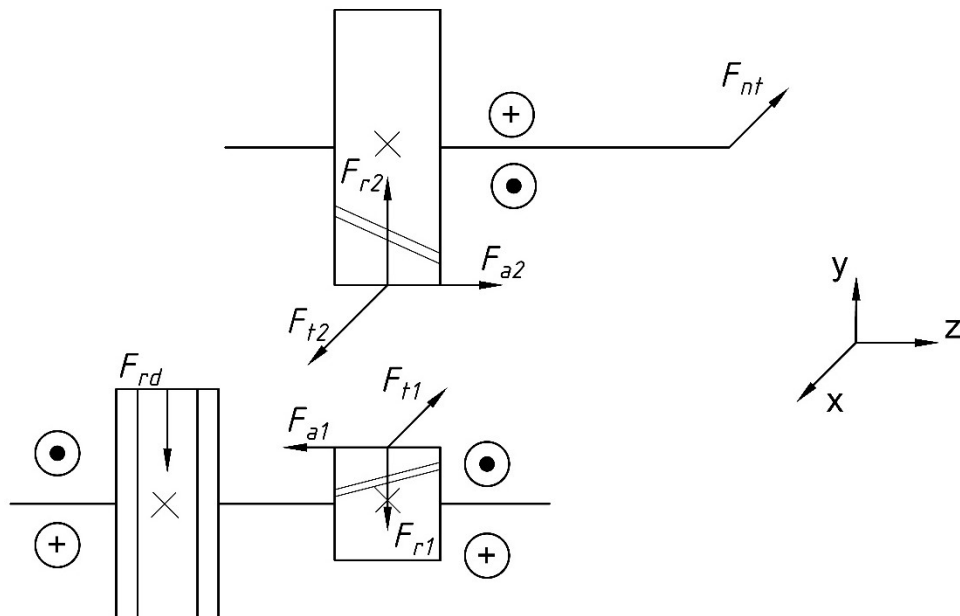 F_nt
+
F_r2
F_a2
F_t2
y
z
x
F_rd
F_t1
F_a1
F_r1
+
+